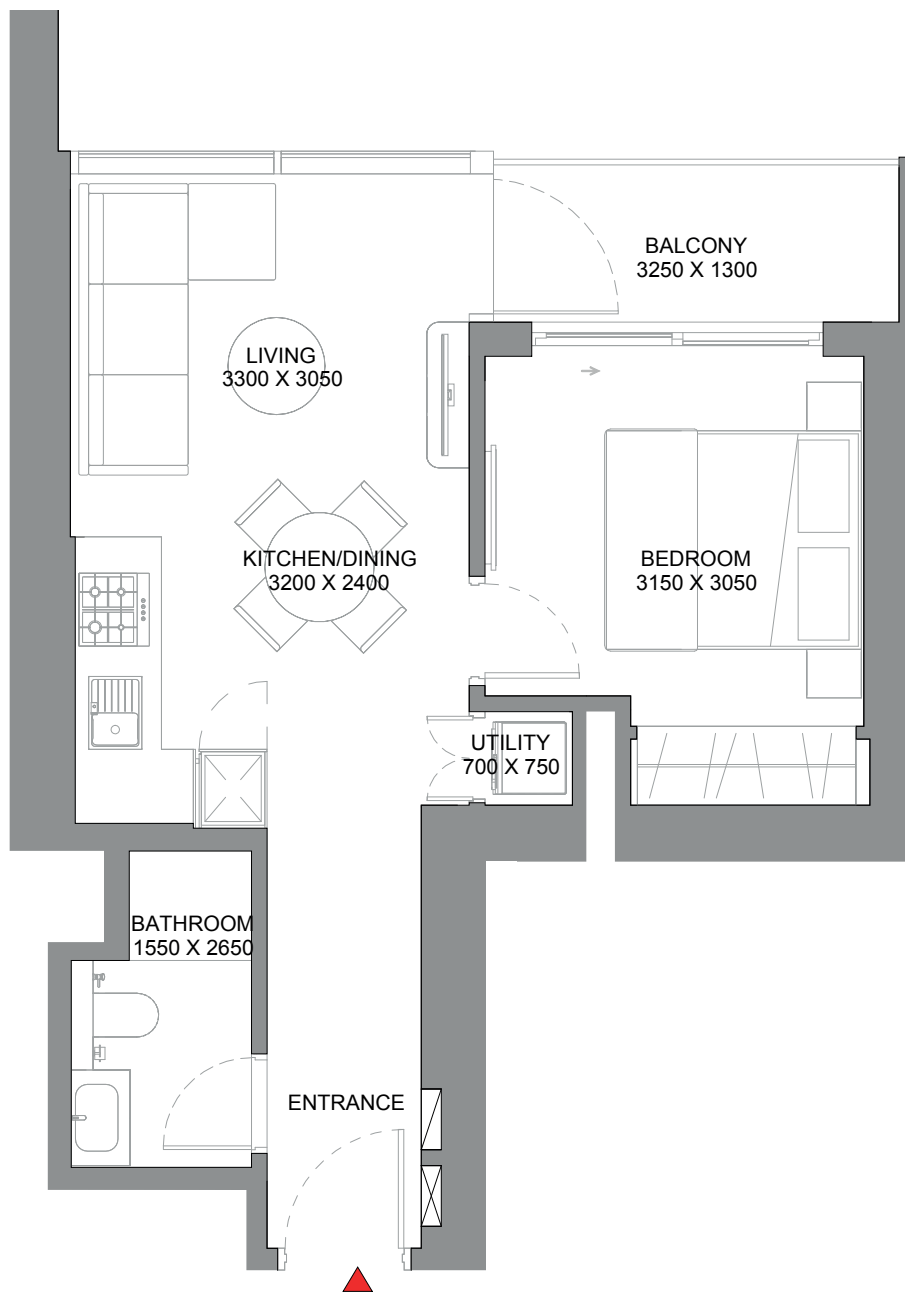 BALCONY
3250 X 1300
LIVING
3300 X 3050
KITCHEN/DINING
3200 X 2400
BEDROOM
3150 X 3050
UTILITY
700 X 750
BATHROOM
1550 X 2650
ENTRANCE